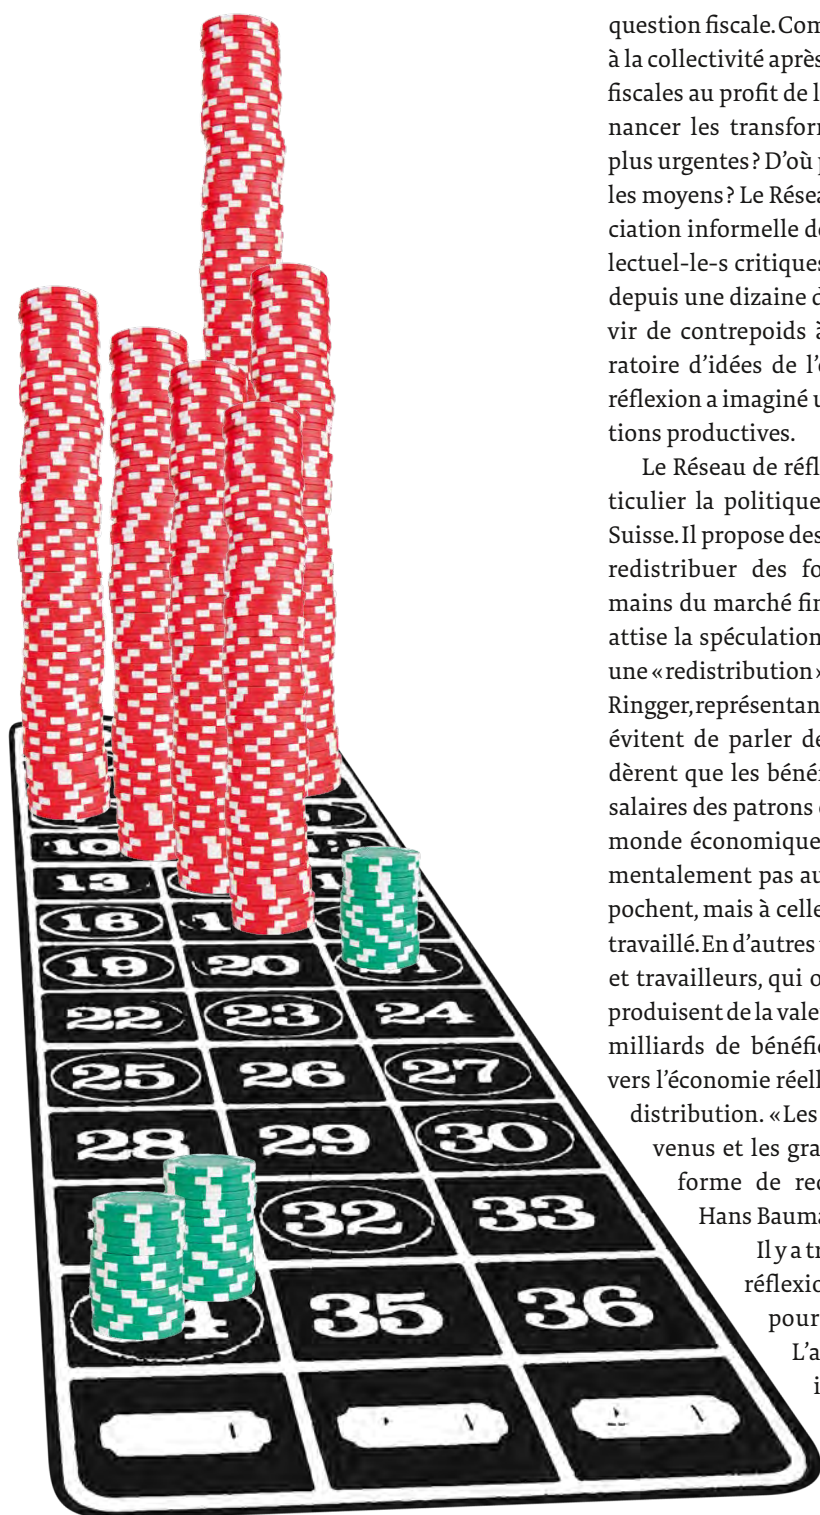 question fiscale. Com
à la collectivité après
fiscales au profit de l
nancer les transforr
plus urgentes? D'où p
les moyens? Le Résea
ciation informelle de
lectuel-le-s critiques
depuis une dizaine d
vir de contrepoids à
ratoire d'idées de l'é
réflexion a imaginé u
tions productives.
Le Réseau de réfl
ticulier la politique
Suisse. Il propose des
redistribuer des fo
mains du marché fin
attise la spéculation
une «redistribution»
Ringger, représentan
évitent de parler de
dèrent que les bénéf
salaires des patrons e
monde économique
mentalement pas au
pochent, mais à celle
travaillé. En d'autres t
et travailleurs, qui o
produisent de la vale
milliards de bénéfic
vers l'économie réell
distribution. «Les
venus et les gra
forme de red
Hans Bauma
Il y a tr
réflexio
pour
L'a
i
10
13
16
19 20
22 23 24
25 26 27
28 29 30
32 33
4 35 36